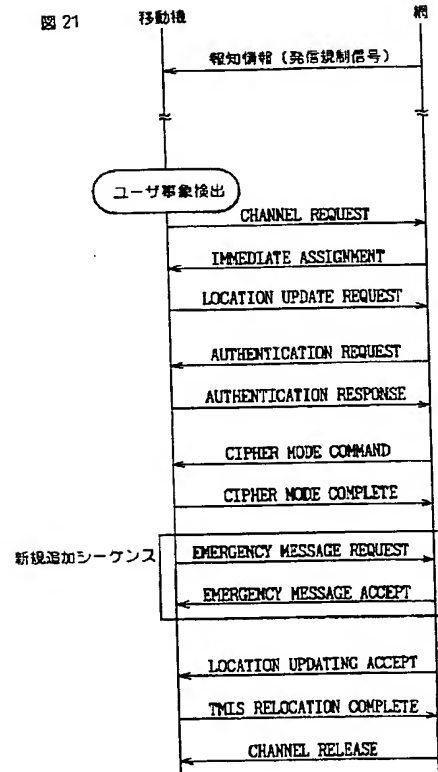 図 21
移動機
網
報知情報 (発信規制信号)
ユーザ事象検出
CHANNEL REQUEST
IMMEDIATE ASSIGNMENT
LOCATION UPDATE REQUEST
AUTHENTICATION REQUEST
AUTHENTICATION RESPONSE
CIPHER MODE COMMAND
CIPHER MODE COMPLETE
新規追加シーケンス
EMERGENCY MESSAGE REQUEST
EMERGENCY MESSAGE ACCEPT
LOCATION UPDATING ACCEPT
TMIS RELOCATION COMPLETE
CHANNEL RELEASE